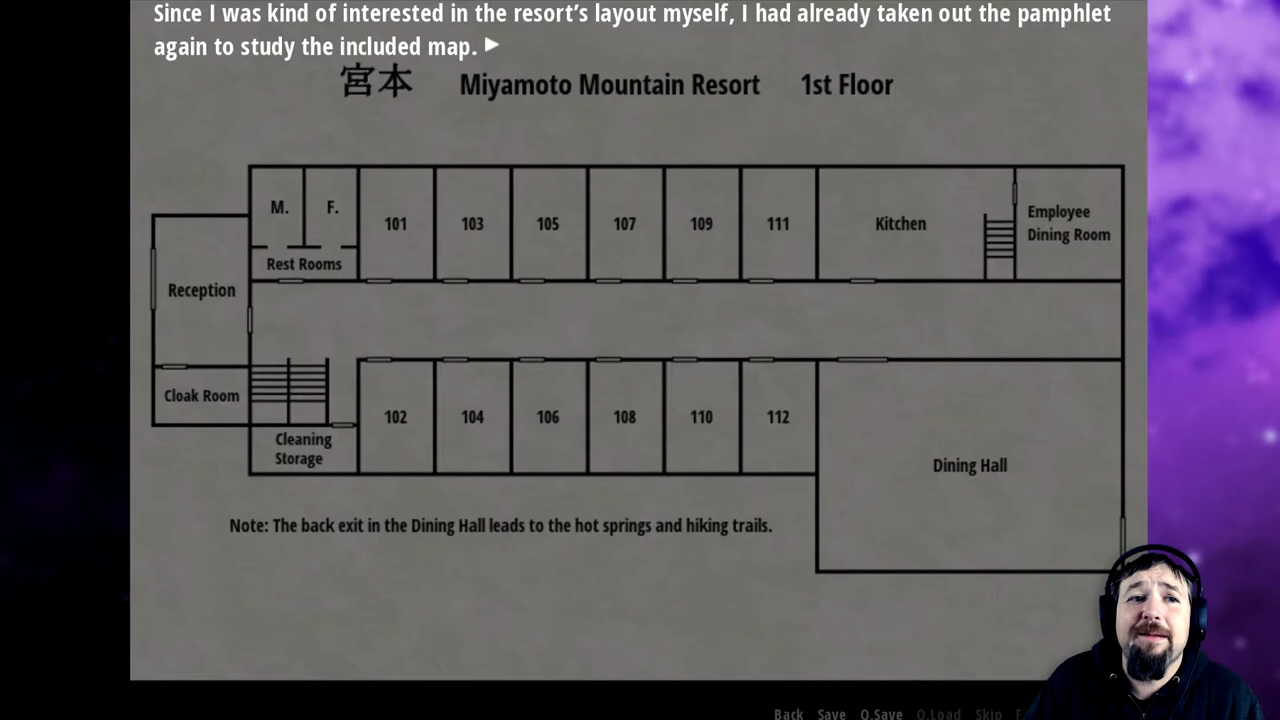 Since I was kind of interested in the resort’s layout myself, I had already taken out the pamphlet
again to study the included map.
宮本 Miyamoto Mountain Resort 1st Floor
M. F.
Rest Rooms
101 103 105 107 109 111
Kitchen
Employee
Dining Room
Reception
Cloak Room
Cleaning
Storage
102 104 106 108 110 112
Dining Hall
Note: The back exit in the Dining Hall leads to the hot springs and hiking trails.
Back Save Q.Save Q.Load Skip